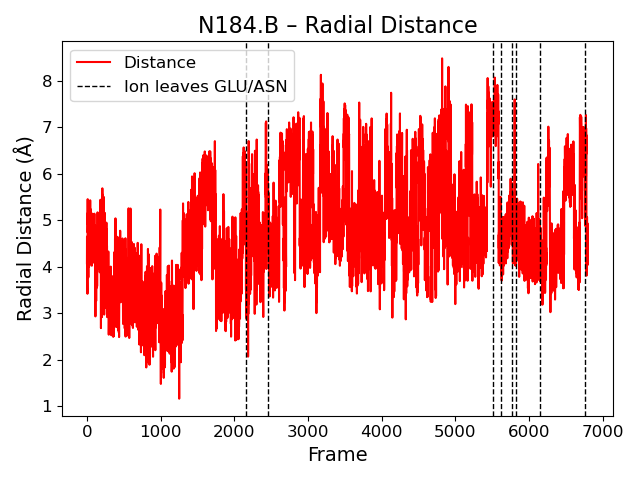 N184.B – Radial Distance
Distance
Ion leaves GLU/ASN
Radial Distance (Å)
8
7
6
5
4
3
2
1
0 1000 2000 3000 4000 5000 6000 7000
Frame